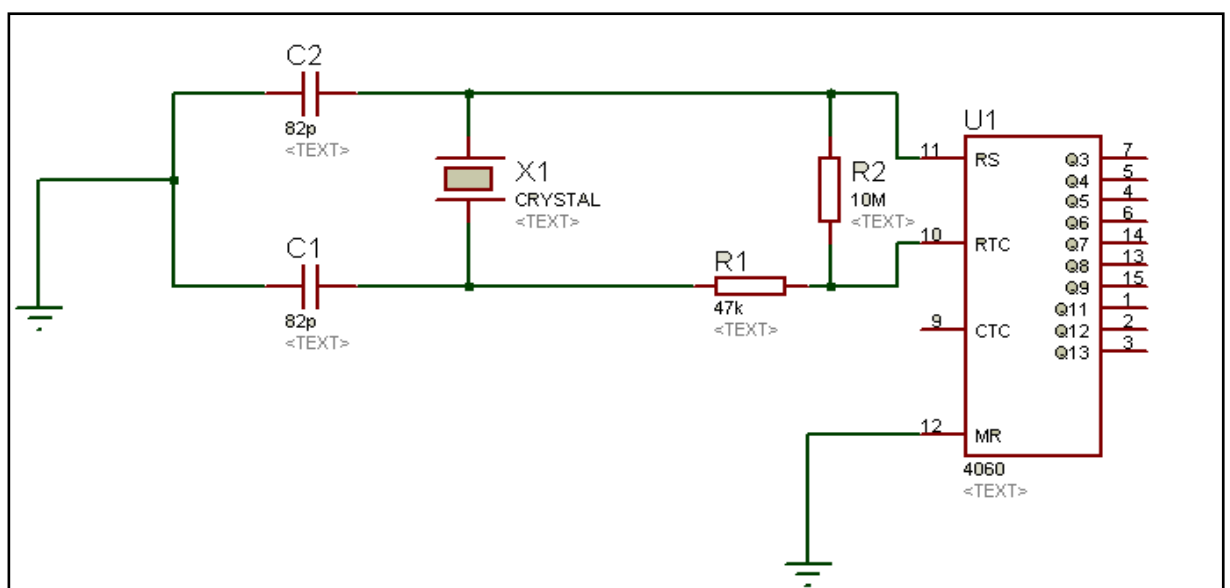 C2
82p
<TEXT>
X1
CRYSTAL
<TEXT>
C1
82p
<TEXT>
R1
47k
<TEXT>
R2
10M
<TEXT>
U1
11 RS Q3 7
Q4 5
Q5 4
Q6 6
10 RTC Q7 14
Q8 13
Q9 15
Q11 1
9 CTC Q12 2
Q13 3
12 MR
4060
<TEXT>